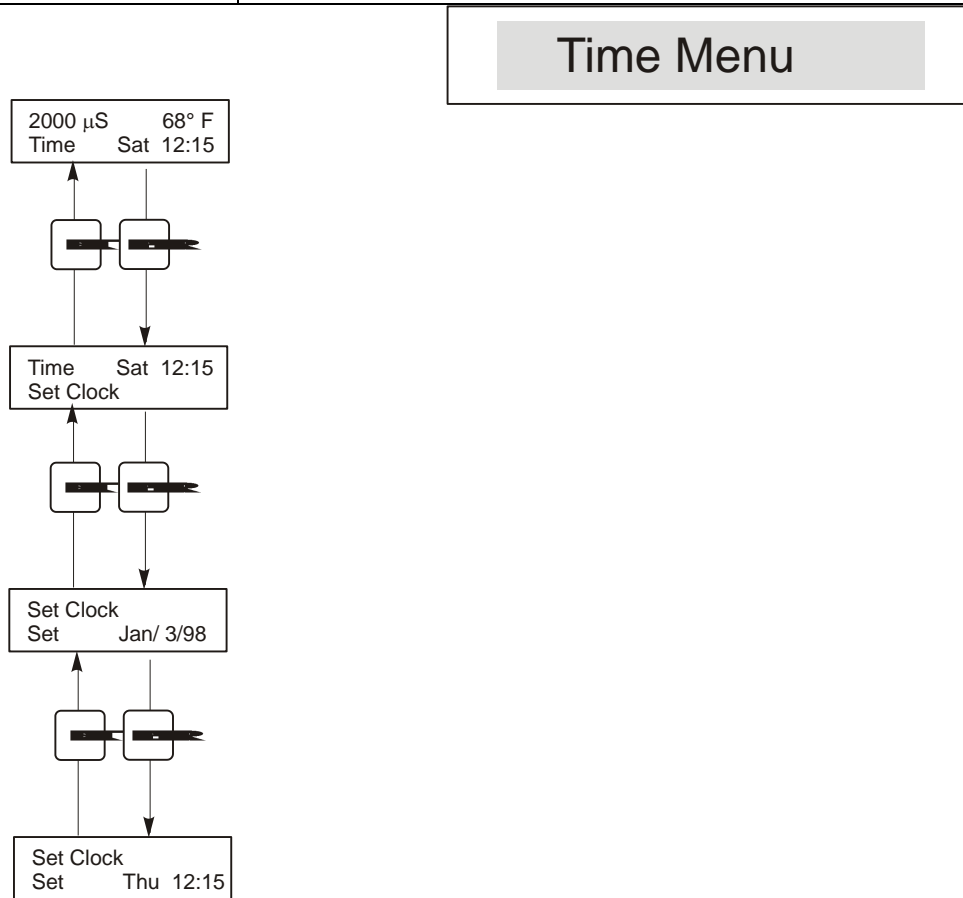 Time Menu
2000 µS 68° F
Time Sat 12:15
Time Sat 12:15
Set Clock
Set Clock
Set Jan/ 3/98
Set Clock
Set Thu 12:15